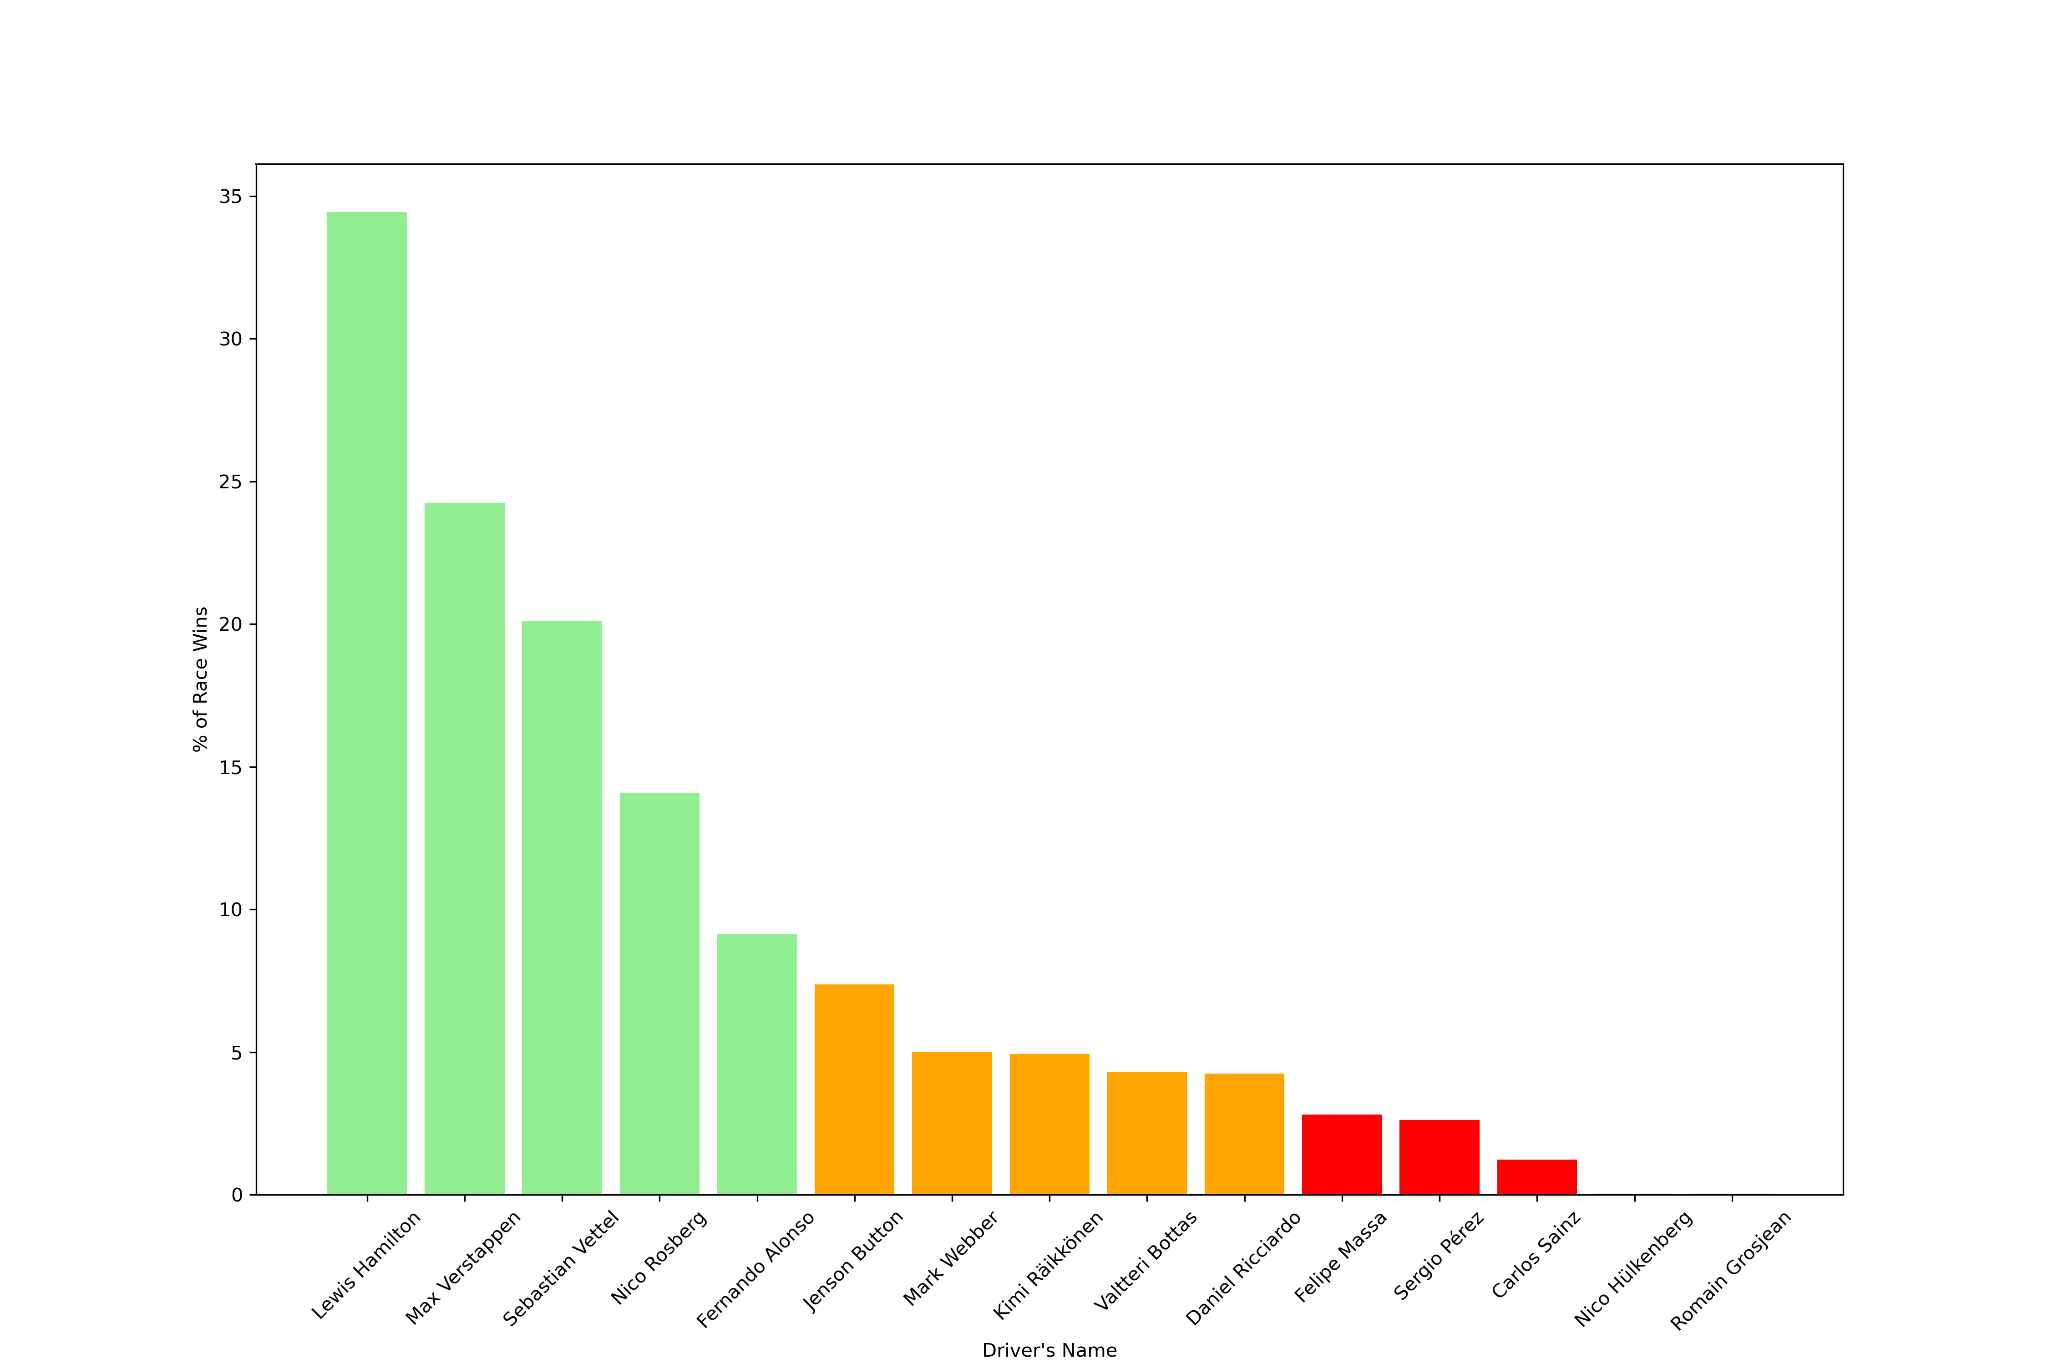 35
30
25
20
15
10
5
0
% of Race Wins
Lewis Hamilton
Max Verstappen
Sebastian Vettel
Nico Rosberg
Fernando Alonso
Jenson Button
Mark Webber
Kimi Räikkönen
Valtteri Bottas
Daniel Ricciardo
Felipe Massa
Sergio Pérez
Carlos Sainz
Nico Hülkenberg
Romain Grosjean
Driver's Name